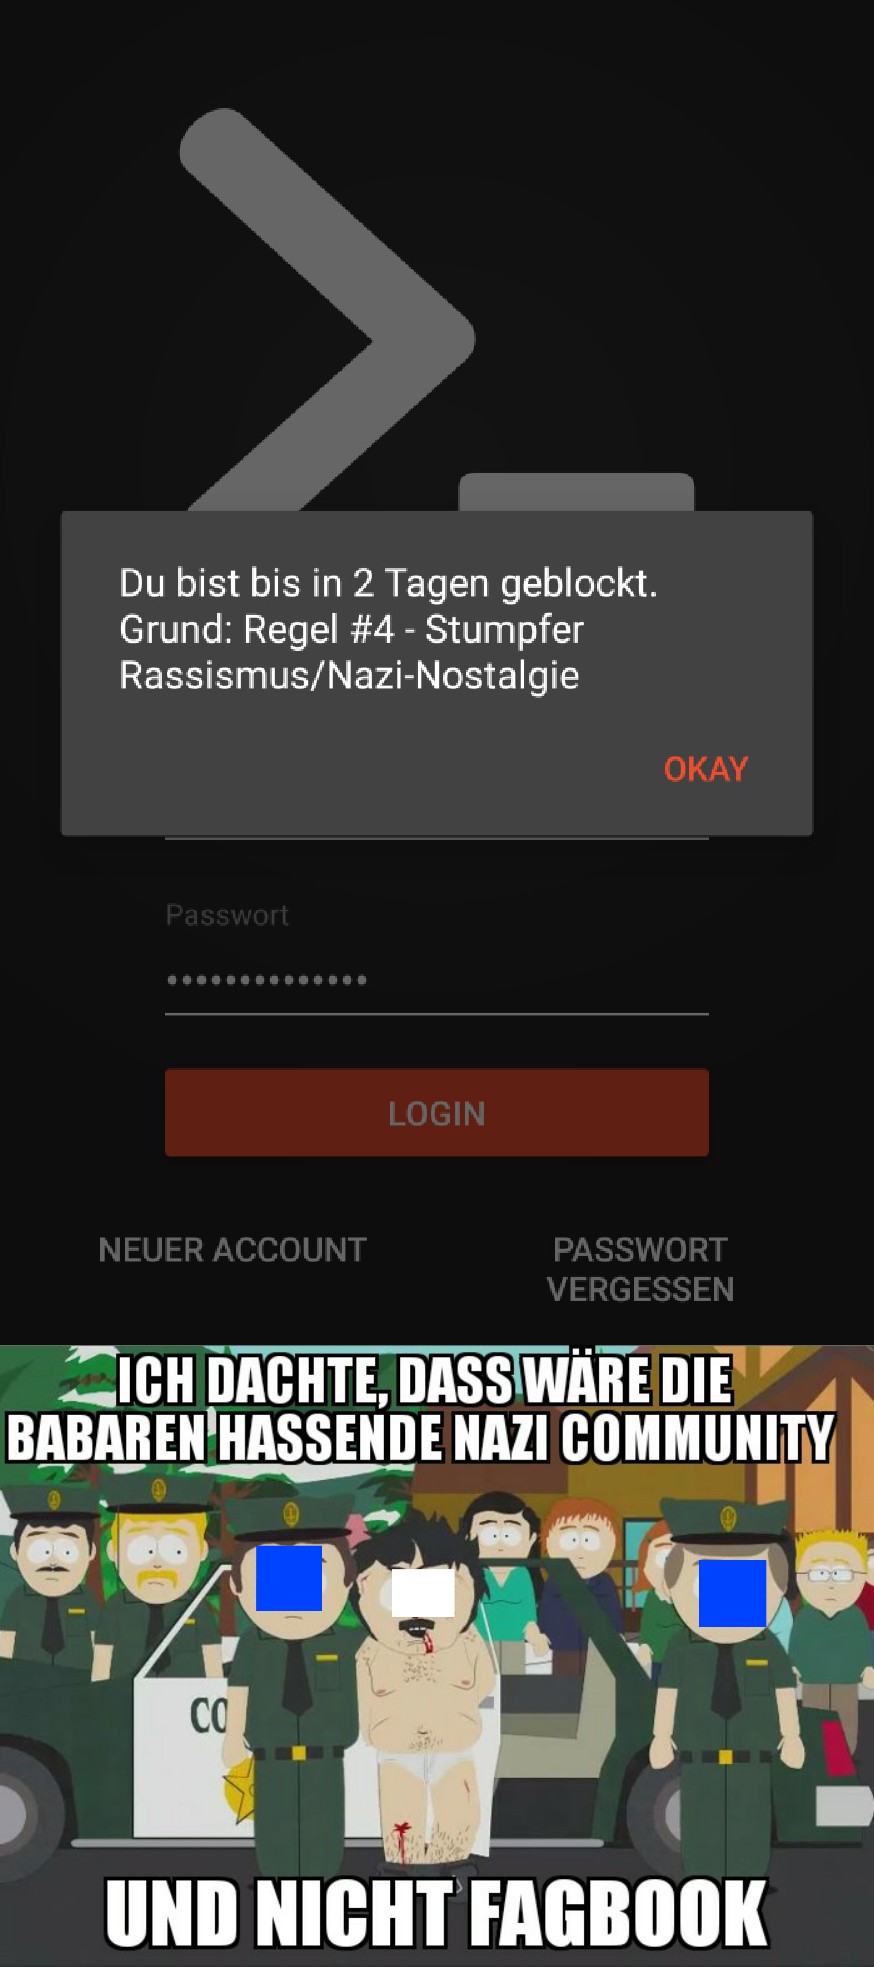 Du bist bis in 2 Tagen geblockt.
Grund: Regel #4 - Stumpfer
Rassismus/Nazi-Nostalgie
OKAY
Passwort
LOGIN
NEUER ACCOUNT
PASSWORT
VERGESSEN
ICH DACHTE, DASS WÄRE DIE
BABAREN HASSENDE NAZI COMMUNITY
CO
UND NICHT FAGBOOK